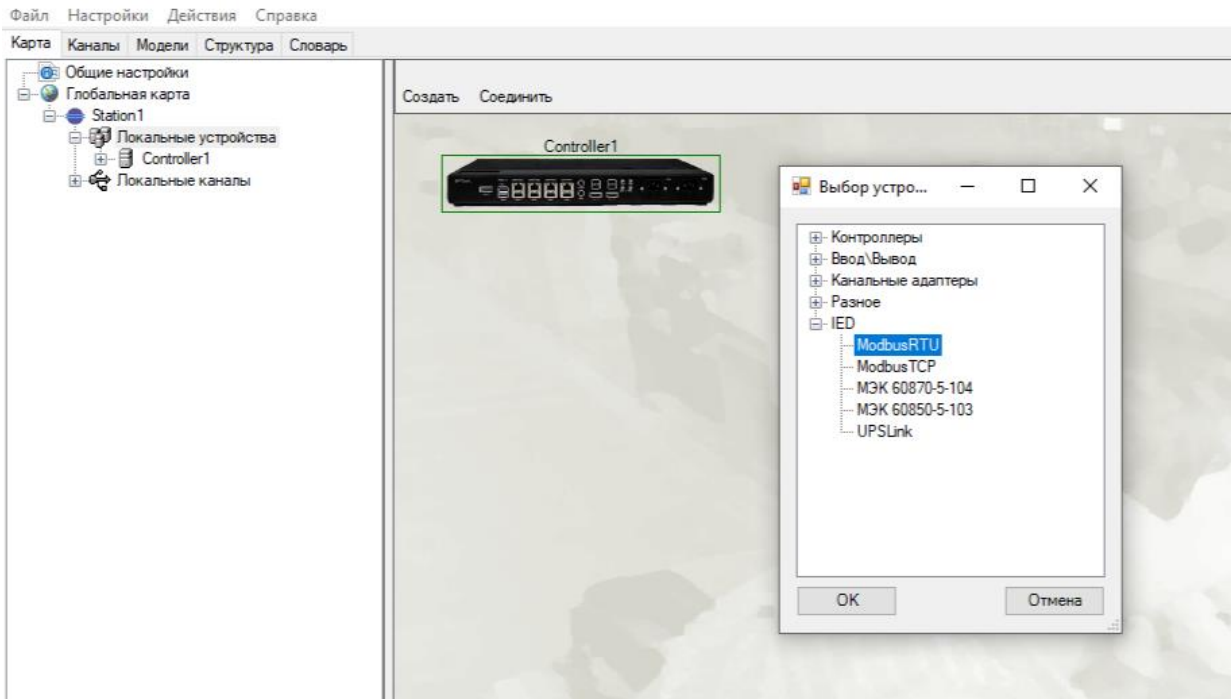 Файл Настройки Действия Справка
Карта Каналы Модели Структура Словарь
Общие настройки
Глобальная карта
Station1
Локальные устройства
Controller1
Локальные каналы
Создать Соединить
Controller1
Выбор устро...
Контроллеры
Ввод\Вывод
Канальные адаптеры
Разное
IED
ModbusRTU
ModbusTCP
МЭК 60870-5-104
МЭК 60850-5-103
UPSLink
OK Отмена